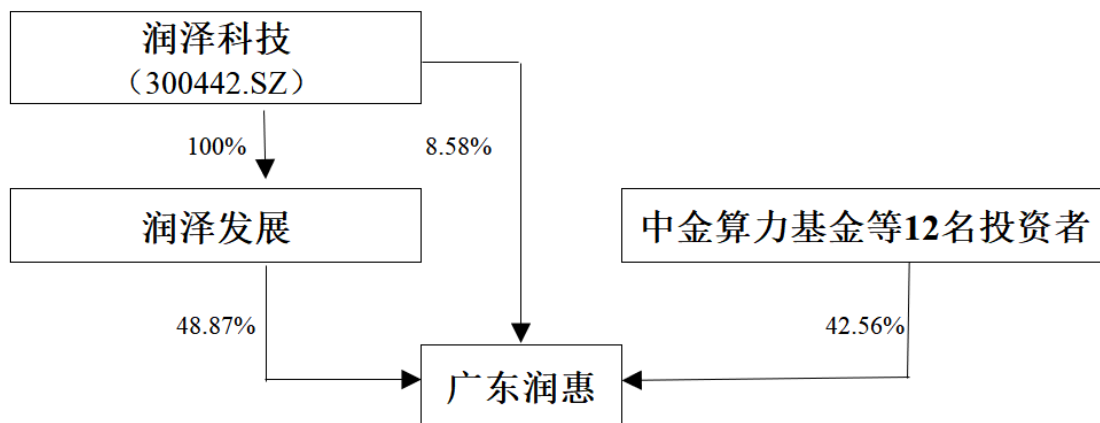 润泽科技
（300442.SZ）
100%
8.58%
润泽发展
中金算力基金等12名投资者
48.87%
42.56%
广东润惠